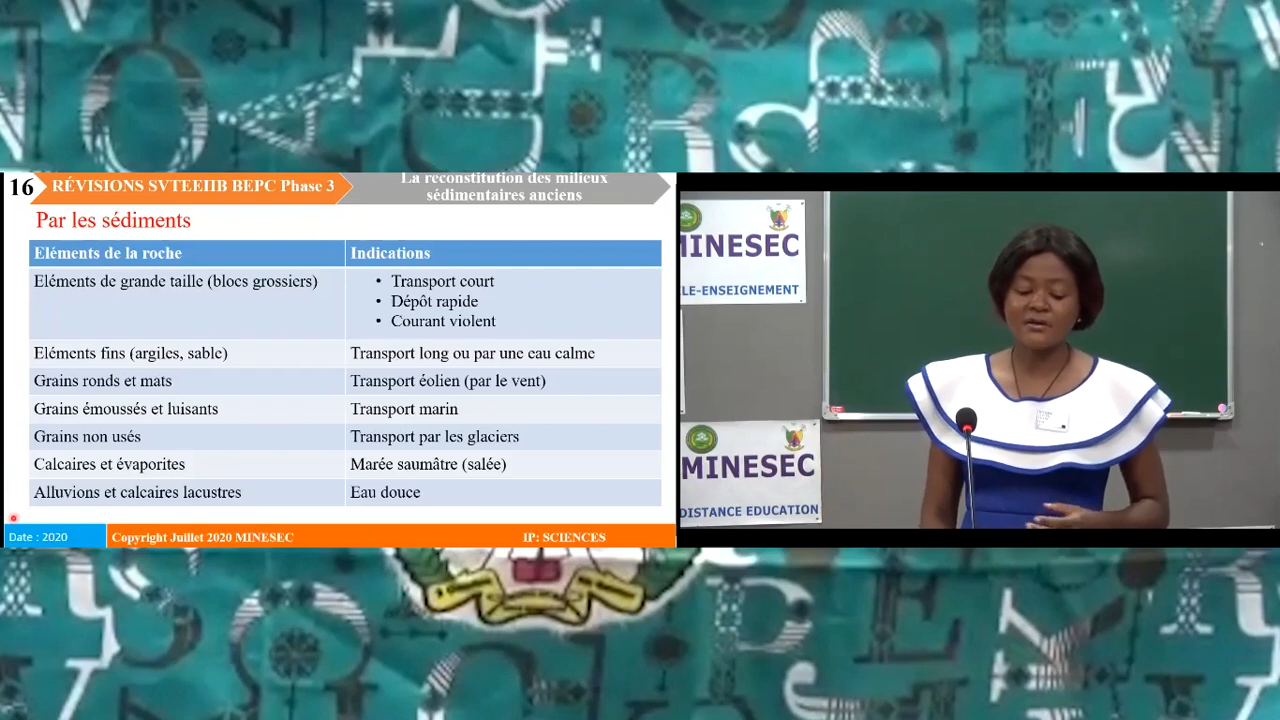 16
RÉVISIONS SVTEEHB BEPC Phase 3
La reconstitution des milieux
sédimentaires anciens
Par les sédiments
Eléments de la roche
Indications
Eléments de grande taille (blocs grossiers)
• Transport court
• Dépôt rapide
• Courant violent
Eléments fins (argiles, sable)
Transport long ou par une eau calme
Grains ronds et mats
Transport éolien (par le vent)
Grains émoussés et luisants
Transport marin
Grains non usés
Transport par les glaciers
Calcaires et évaporites
Marée saumâtre (salée)
Alluvions et calcaires lacustres
Eau douce
Date : 2020
Copyright Juillet 2020 MINESEC
IP: SCIENCES
MINESEC
LE-ENSEIGNEMENT
MINESEC
DISTANCE EDUCATION